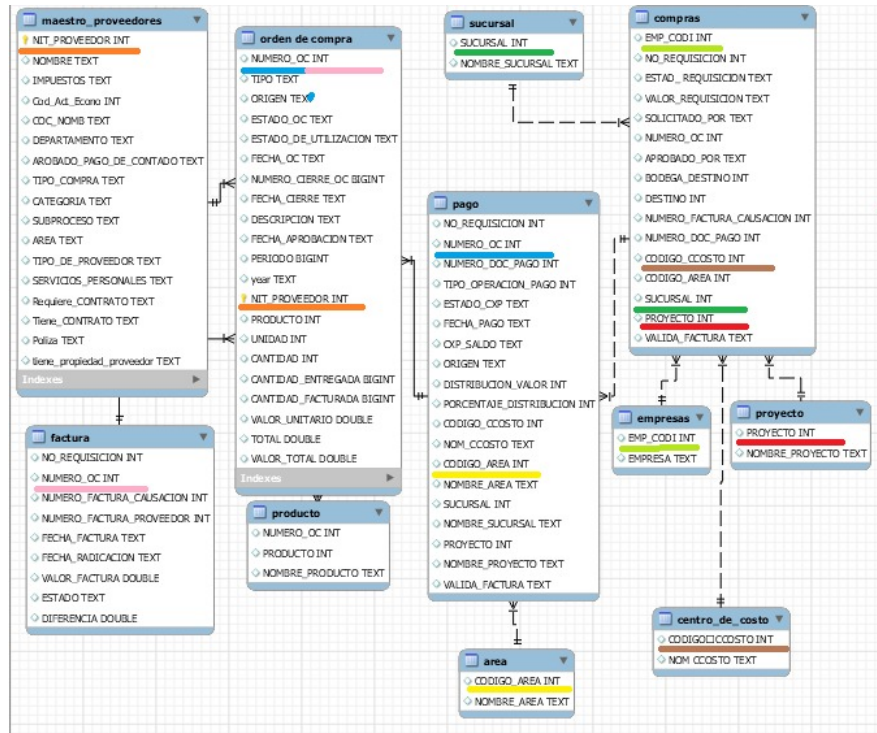 maestro_proveedores
NIT_PROVEEDOR INT
NOMBRE TEXT
IMPUESTOS TEXT
Cod_Act_Econo INT
COC_NOMB TEXT
DEPARTAMENTO TEXT
AROBADO_PAGO_DE_CONTADO TEXT
TIPO_COMPRA TEXT
CATEGORIA TEXT
SUBPROCESO TEXT
AREA TEXT
TIPO_DE_PROVEEDOR TEXT
SERVICIOS_PERSONALES TEXT
Requiere_CONTRATO TEXT
Tiene_CONTRATO TEXT
Poliza TEXT
tiene_propiedad_proveedor TEXT
Indexes
orden de compra
NUMERO_OC INT
TIPO TEXT
ORIGEN TEXT
ESTADO_OC TEXT
ESTADO_DE_UTILIZACION TEXT
FECHA_OC TEXT
NUMERO_CIERRE_OC BIGINT
FECHA_CIERRE TEXT
DESCRIPCION TEXT
FECHA_APROBACION TEXT
PERIODO BIGINT
year TEXT
NIT_PROVEEDOR INT
PRODUCTO INT
UNIDAD INT
CANTIDAD INT
CANTIDAD_ENTREGADA BIGINT
CANTIDAD_FACTURADA BIGINT
VALOR_UNITARIO DOUBLE
TOTAL DOUBLE
VALOR_TOTAL DOUBLE
Indexes
sucursal
SUCURSAL INT
NOMBRE_SUCURSAL TEXT
compras
EMP_CODI INT
NO_REQUISICION INT
ESTAD_REQUISICION TEXT
VALOR_REQUISICION TEXT
SOLICITADO_POR TEXT
NUMERO_OC INT
APROBADO_POR TEXT
BODEGA_DESTINO INT
DESTINO INT
NUMERO_FACTURA_CAUSACION INT
NUMERO_DOC_PAGO INT
CODIGO_CCOSTO INT
CODIGO_AREA INT
SUCURSAL INT
PROYECTO INT
VALIDA_FACTURA TEXT
pago
NO_REQUISICION INT
NUMERO_OC INT
NUMERO_DOC_PAGO INT
TIPO_OPERACION_PAGO INT
ESTADO_CXP TEXT
FECHA_PAGO TEXT
CXP_SALDO TEXT
ORIGEN TEXT
DISTRIBUCION_VALOR INT
PORCENTAJE_DISTRIBUCION INT
CODIGO_CCOSTO INT
NOM_CCOSTO TEXT
CODIGO_AREA INT
NOMBRE_AREA TEXT
SUCURSAL INT
NOMBRE_SUCURSAL TEXT
PROYECTO INT
NOMBRE_PROYECTO TEXT
VALIDA_FACTURA TEXT
empresas
EMP_CODI INT
EMPRESA TEXT
proyecto
PROYECTO INT
NOMBRE_PROYECTO TEXT
factura
NO_REQUISICION INT
NUMERO_OC INT
NUMERO_FACTURA_CAUSACION INT
NUMERO_FACTURA_PROVEEDOR INT
FECHA_FACTURA TEXT
FECHA_RADICACION TEXT
VALOR_FACTURA DOUBLE
ESTADO TEXT
DIFERENCIA DOUBLE
producto
NUMERO_OC INT
PRODUCTO INT
NOMBRE_PRODUCTO TEXT
centro_de_costo
CODIGO□CCOSTO INT
NOM CCOSTO TEXT
area
CODIGO_AREA INT
NOMBRE_AREA TEXT